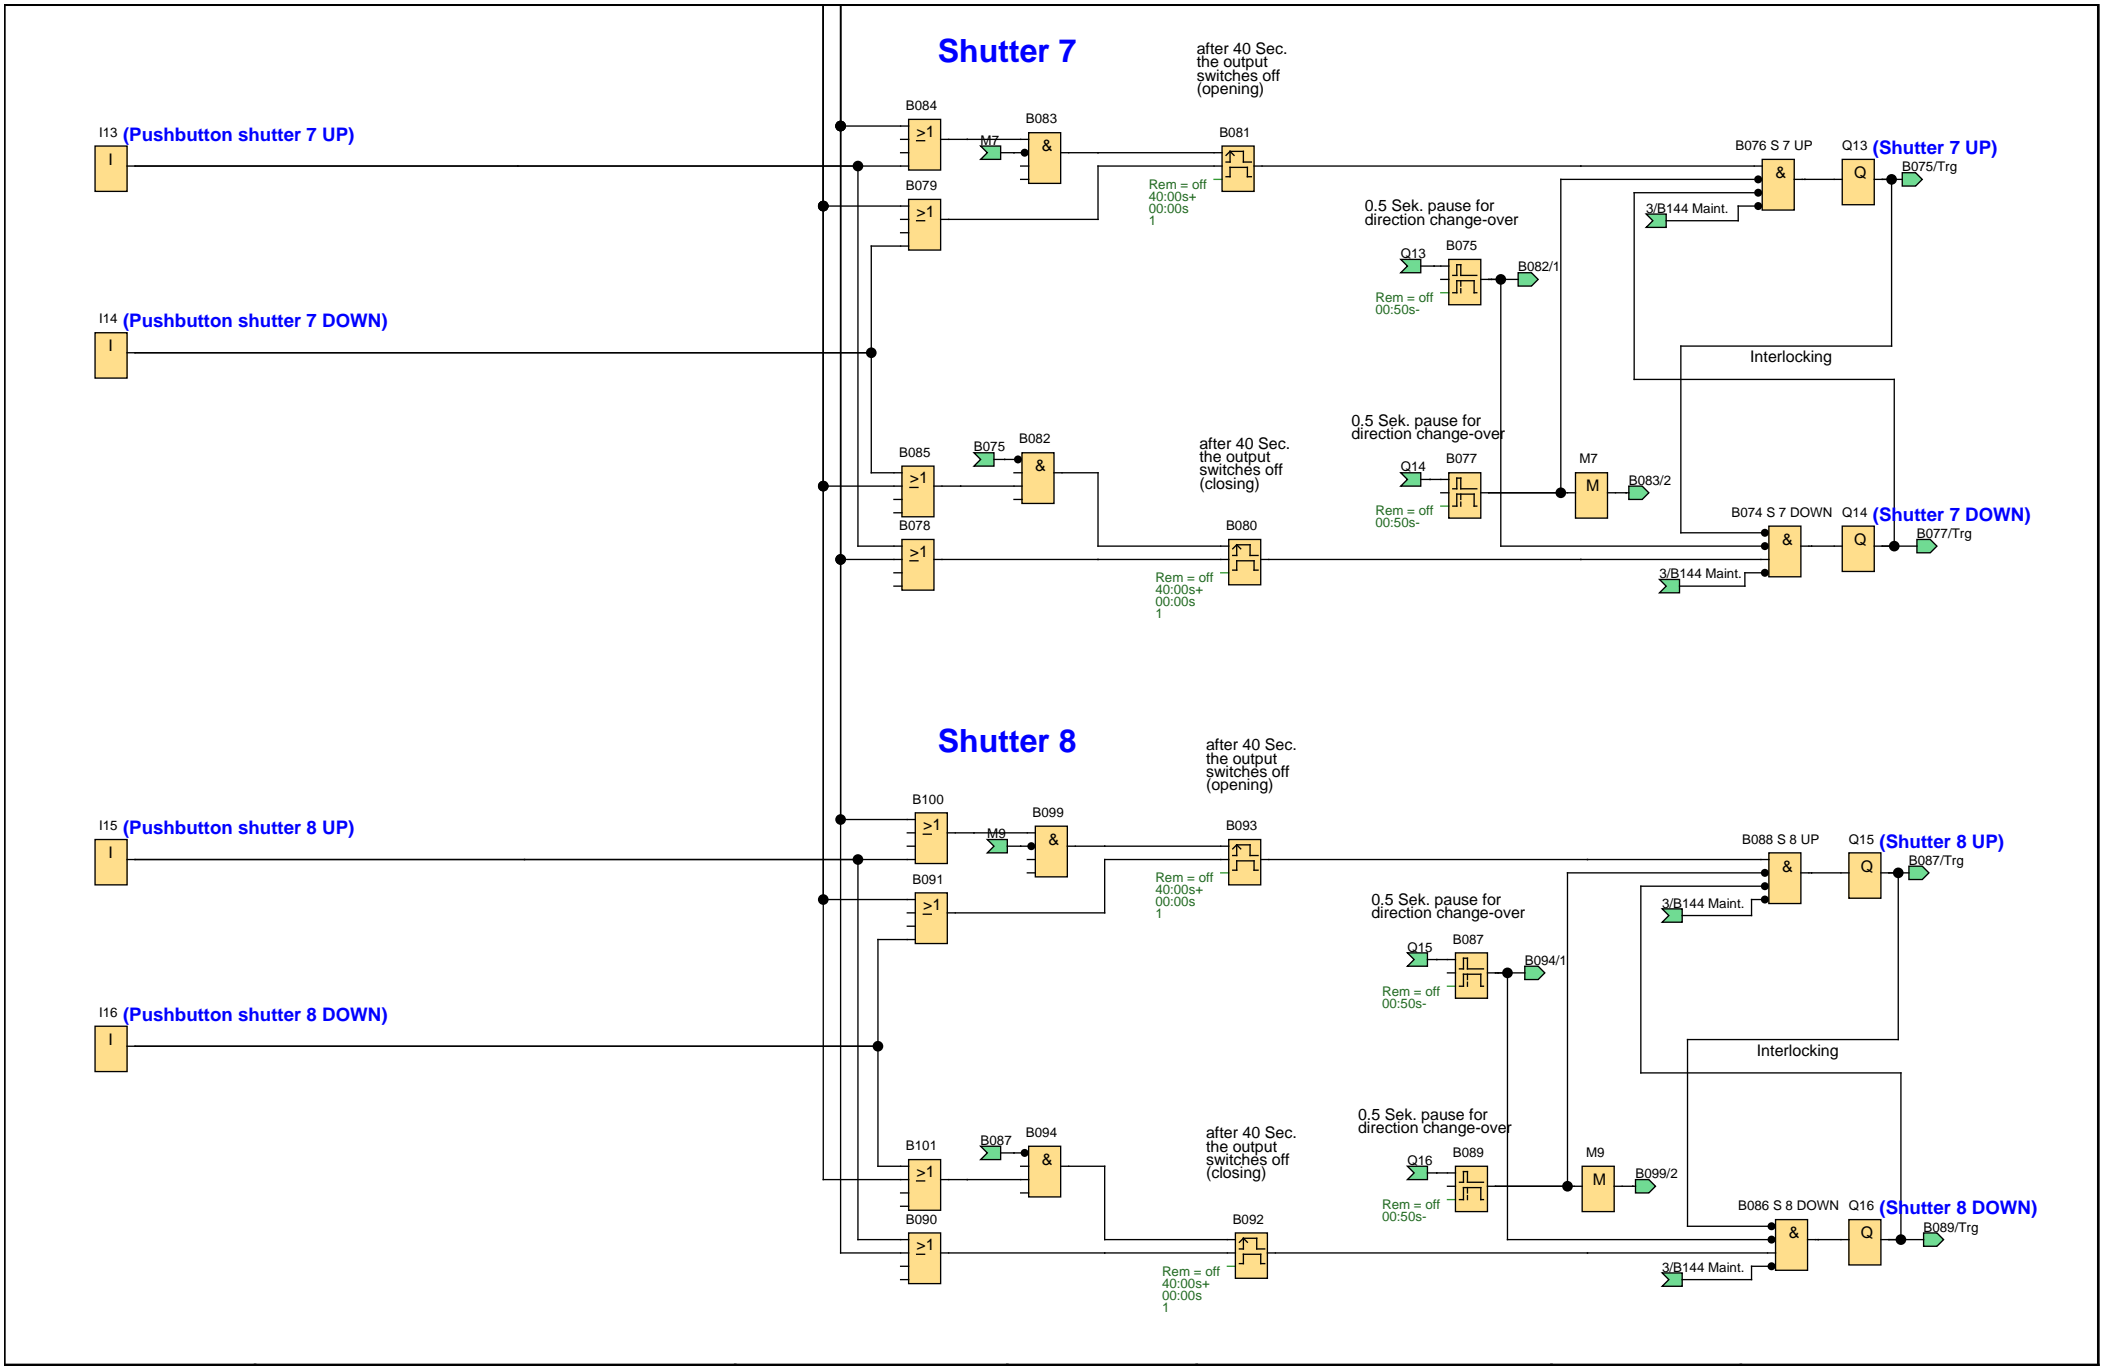 Shutter 7
after 40 Sec.
the output
switches off
(opening)
B084
B083
B081
I13 (Pushbutton shutter 7 UP)
I
≥1
M7
&
B076 S 7 UP
Q13 (Shutter 7 UP)
&
Q
B075/Trg
B079
Rem = off
40:00s+
00:00s
1
≥1
0.5 Sek. pause for
direction change-over
3/B144 Maint.
Q13
B075
B082/1
Rem = off
00:50s-
I14 (Pushbutton shutter 7 DOWN)
I
Interlocking
0.5 Sek. pause for
direction change-over
B085
B075
B082
after 40 Sec.
the output
switches off
(closing)
≥1
&
Q14
B077
M7
M
B083/2
Rem = off
00:50s-
B078
B080
B074 S 7 DOWN
Q14 (Shutter 7 DOWN)
≥1
&
Q
B077/Trg
Rem = off
40:00s+
00:00s
1
3/B144 Maint.
Shutter 8
after 40 Sec.
the output
switches off
(opening)
B100
B099
B093
I15 (Pushbutton shutter 8 UP)
I
≥1
M9
&
B088 S 8 UP
Q15 (Shutter 8 UP)
&
Q
B087/Trg
B091
Rem = off
40:00s+
00:00s
1
≥1
0.5 Sek. pause for
direction change-over
3/B144 Maint.
Q15
B087
B094/1
Rem = off
00:50s-
I16 (Pushbutton shutter 8 DOWN)
I
Interlocking
0.5 Sek. pause for
direction change-over
B101
B087
B094
after 40 Sec.
the output
switches off
(closing)
≥1
&
Q16
B089
M9
M
B099/2
Rem = off
00:50s-
B090
B092
B086 S 8 DOWN
Q16 (Shutter 8 DOWN)
≥1
&
Q
B089/Trg
Rem = off
40:00s+
00:00s
1
3/B144 Maint.